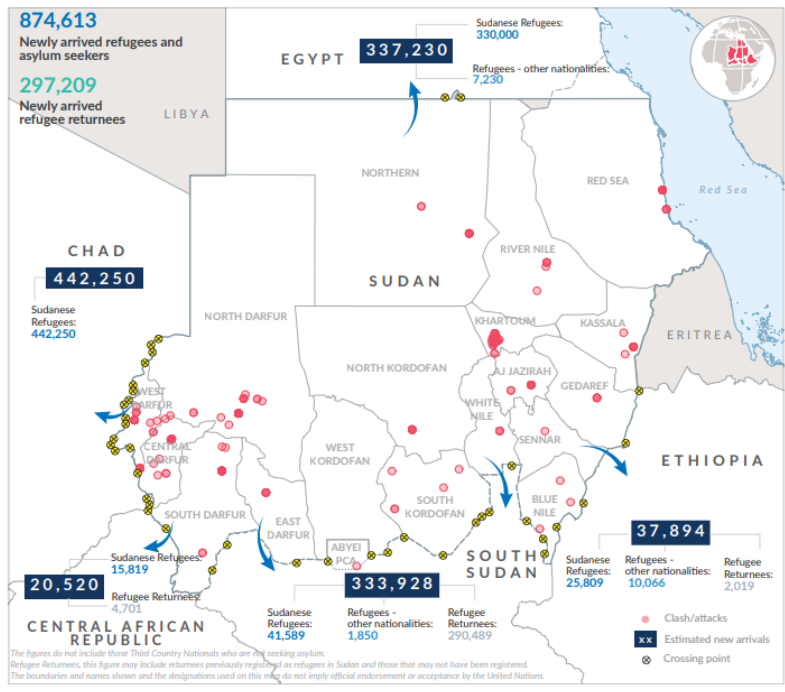 874,613
Newly arrived refugees and
asylum seekers
297,209
Newly arrived
refugee returnees
LIBYA
EGYPT
337,230
Sudanese Refugees:
330,000
Refugees - other nationalities:
7,230
Red Sea
NORTHERN
RED SEA
RIVER NILE
CHAD
442,250
Sudanese
Refugees:
442,250
SUDAN
NORTH DARFUR
KHARTOUM
KASSALA
ERITREA
NORTH KORDOFAN
AJ JAZIRAH
GEDAREF
WEST
DARFUR
WHITE
NILE
SENNAR
CENTRAL
DARFUR
WEST
KORDOFAN
ETHIOPIA
SOUTH
KORDOFAN
BLUE
NILE
SOUTH DARFUR
EAST
DARFUR
ABYEI
PCA
SOUTH
SUDAN
37,894
Sudanese
Refugees:
25,809
Refugees -
other nationalities:
10,066
Refugee
Returnees:
2,019
20,520
Sudanese Refugees:
15,819
Refugee Returnees:
4,701
CENTRAL AFRICAN
REPUBLIC
333,928
Sudanese
Refugees:
41,589
Refugees -
other nationalities:
1,850
Refugee
Returnees:
290,489
Clash/attacks
xx Estimated new arrivals
Crossing point
The figures do not include those Third Country Nationals who are not seeking asylum.
Refugee Returnees, this figure may include returnees previously registered as refugees in Sudan and those that may not have been registered.
The boundaries and names shown and the designations used on this map do not imply official endorsement or acceptance by the United Nations.